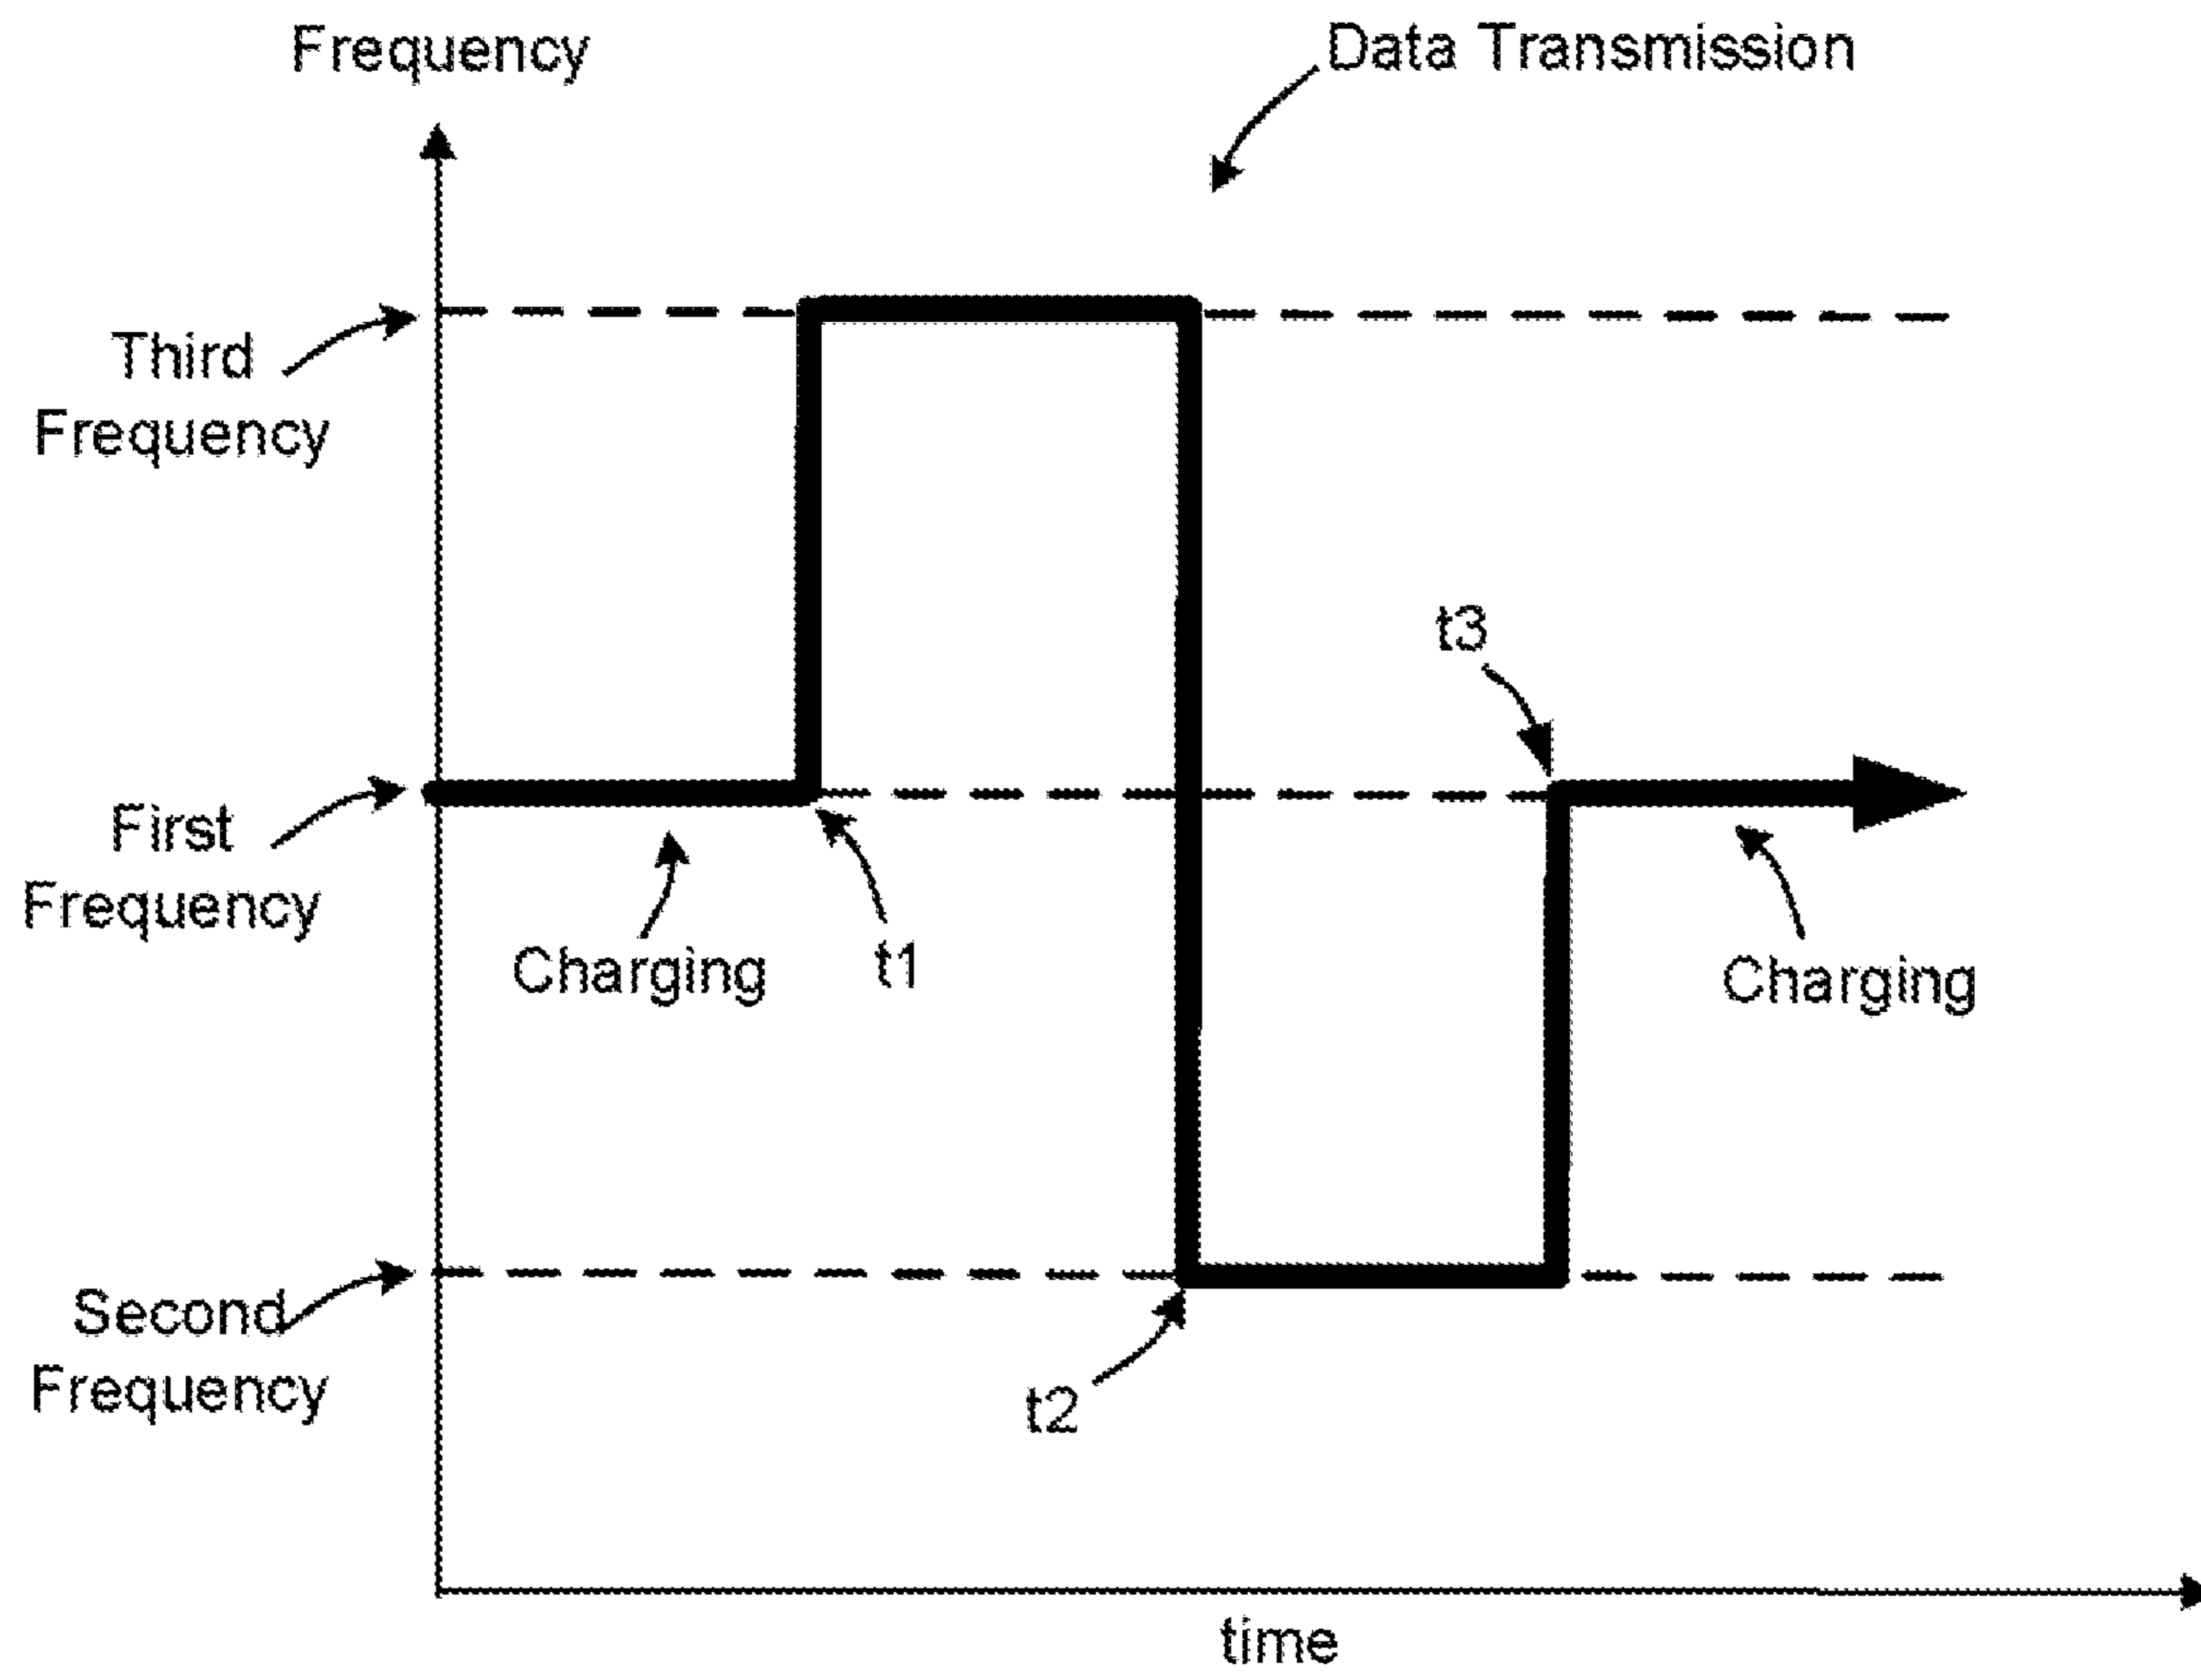 Frequency
Data Transmission
Third
Frequency
t3
First
Frequency
Charging
t1
Charging
Second
Frequency
t2
time